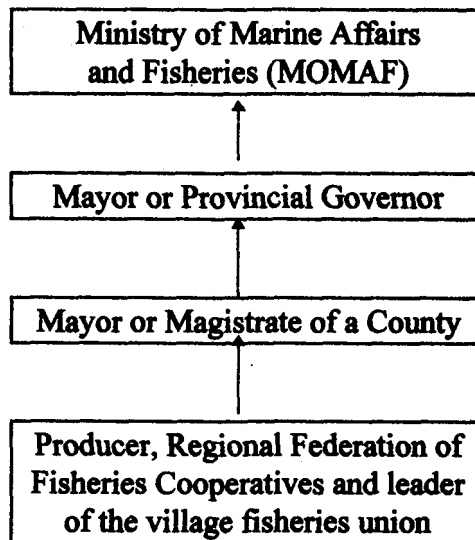 Ministry of Marine Affairs
and Fisheries (MOMAF)
Mayor or Provincial Governor
Mayor or Magistrate of a County
Producer, Regional Federation of
Fisheries Cooperatives and leader
of the village fisheries union